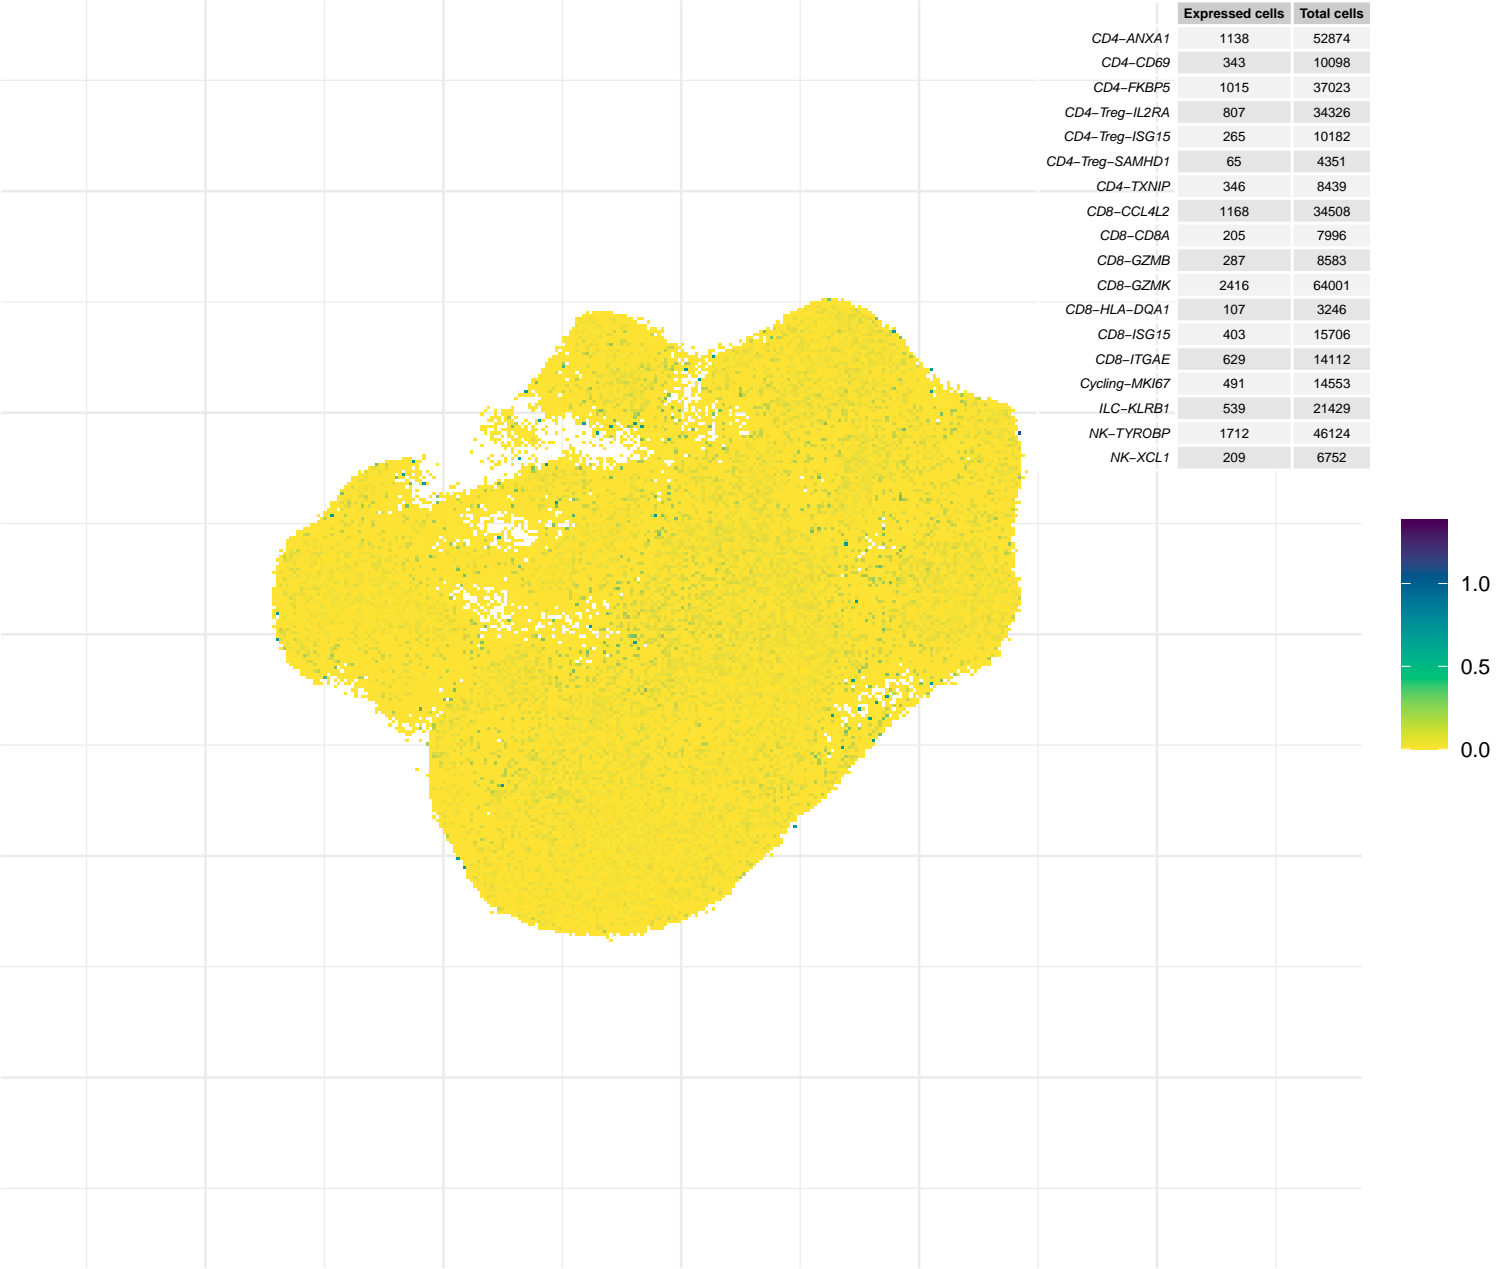 Expressed cells Total cells
CD4−ANXA1 1138 52874
CD4−CD69 343 10098
CD4−FKBP5 1015 37023
CD4−Treg−IL2RA 807 34326
CD4−Treg−ISG15 265 10182
CD4−Treg−SAMHD1 65 4351
CD4−TXNIP 346 8439
CD8−CCL4L2 1168 34508
CD8−CD8A 205 7996
CD8−GZMB 287 8583
CD8−GZMK 2416 64001
CD8−HLA−DQA1 107 3246
CD8−ISG15 403 15706
CD8−ITGAE 629 14112
Cycling−MKI67 491 14553
ILC−KLRB1 539 21429
NK−TYROBP 1712 46124
NK−XCL1 209 6752
1.0
0.5
0.0